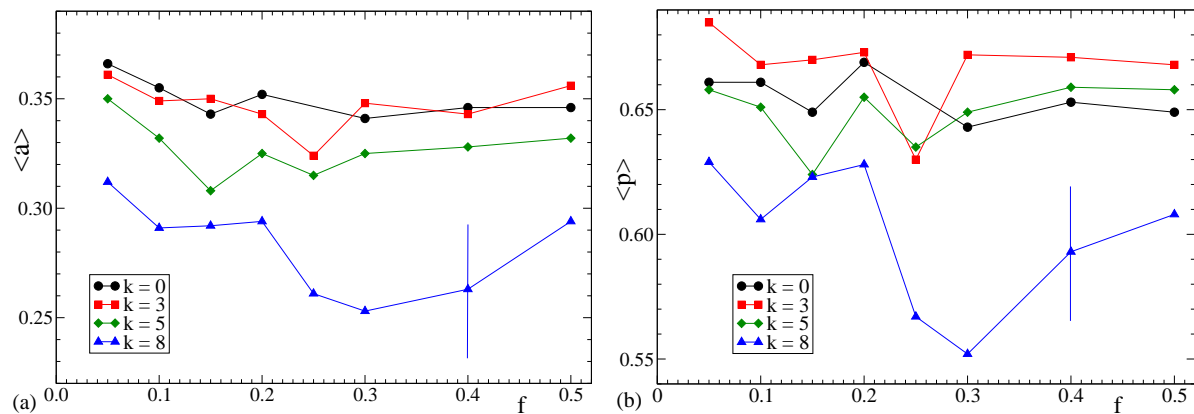 0.35
0.30
0.25
<a>
k = 0
k = 3
k = 5
k = 8
0
0.1
0.2
0.3
0.4
0.5
f
(a)
0.65
0.60
0.55
<p>
k = 0
k = 3
k = 5
k = 8
0
0.1
0.2
0.3
0.4
0.5
f
(b)